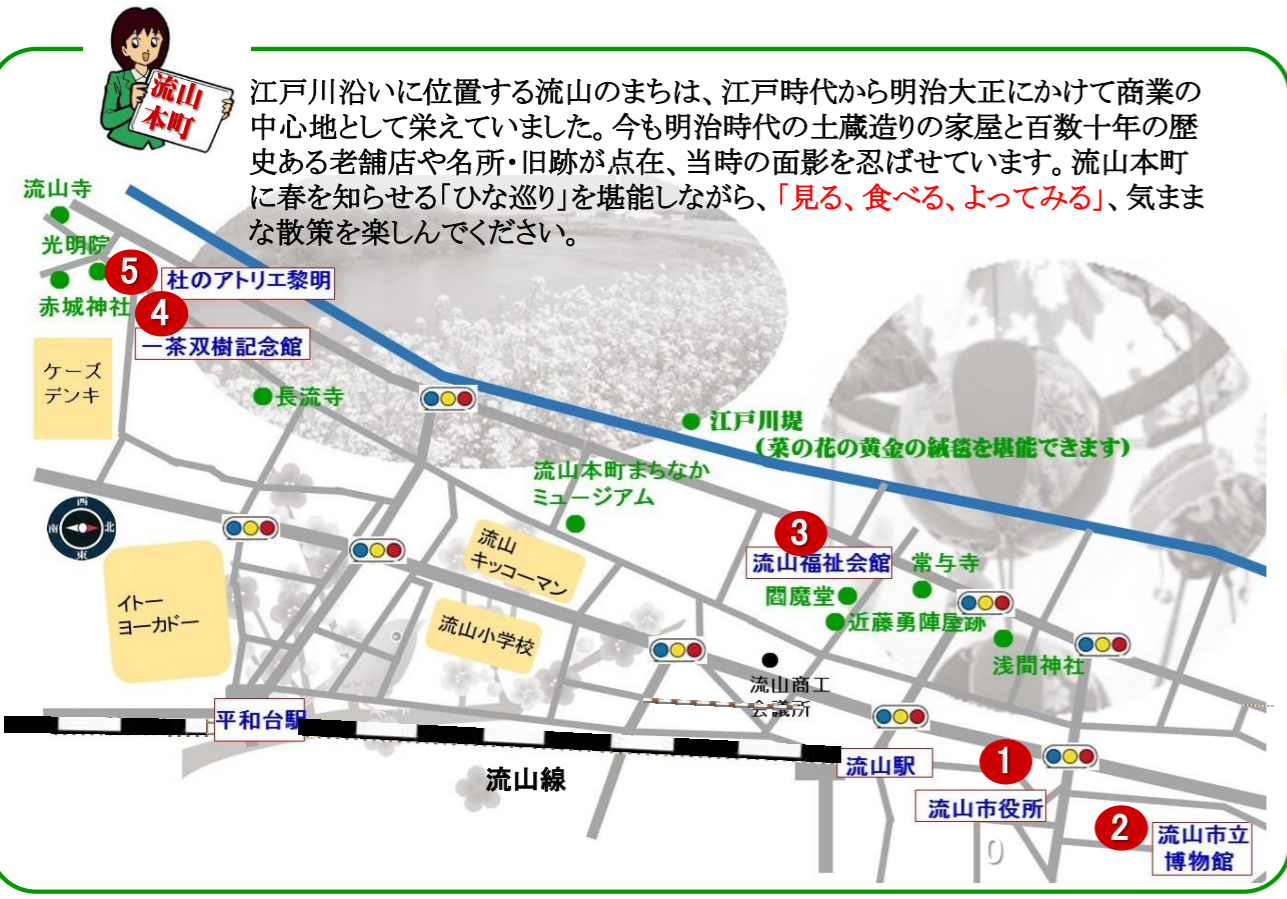 流山
本町
江戸川沿いに位置する流山のまちは、江戸時代から明治大正にかけて商業の
中心地として栄えていました。今も明治時代の土蔵造りの家屋と百数十年の歴
史ある老舗店や名所・旧跡が点在、当時の面影を忍ばせています。流山本町
に春を知らせる「ひな巡り」を堪能しながら、「見る、食べる、よってみる」、気まま
な散策を楽しんでください。
流山寺
光明院
赤城神社
5
杜のアトリエ黎明
4
一茶双樹記念館
ケーズ
デンキ
長流寺
江戸川堤
(菜の花の黄金の絨毯を堪能できます)
流山本町まちなか
ミュージアム
西
南
北
東
流山
キッコーマン
3
流山福祉会館
常与寺
閻魔堂
近藤勇陣屋跡
浅間神社
イトー
ヨーカドー
流山小学校
流山商工
会議所
平和台駅
流山線
流山駅
1
流山市役所
2
流山市立
博物館
0